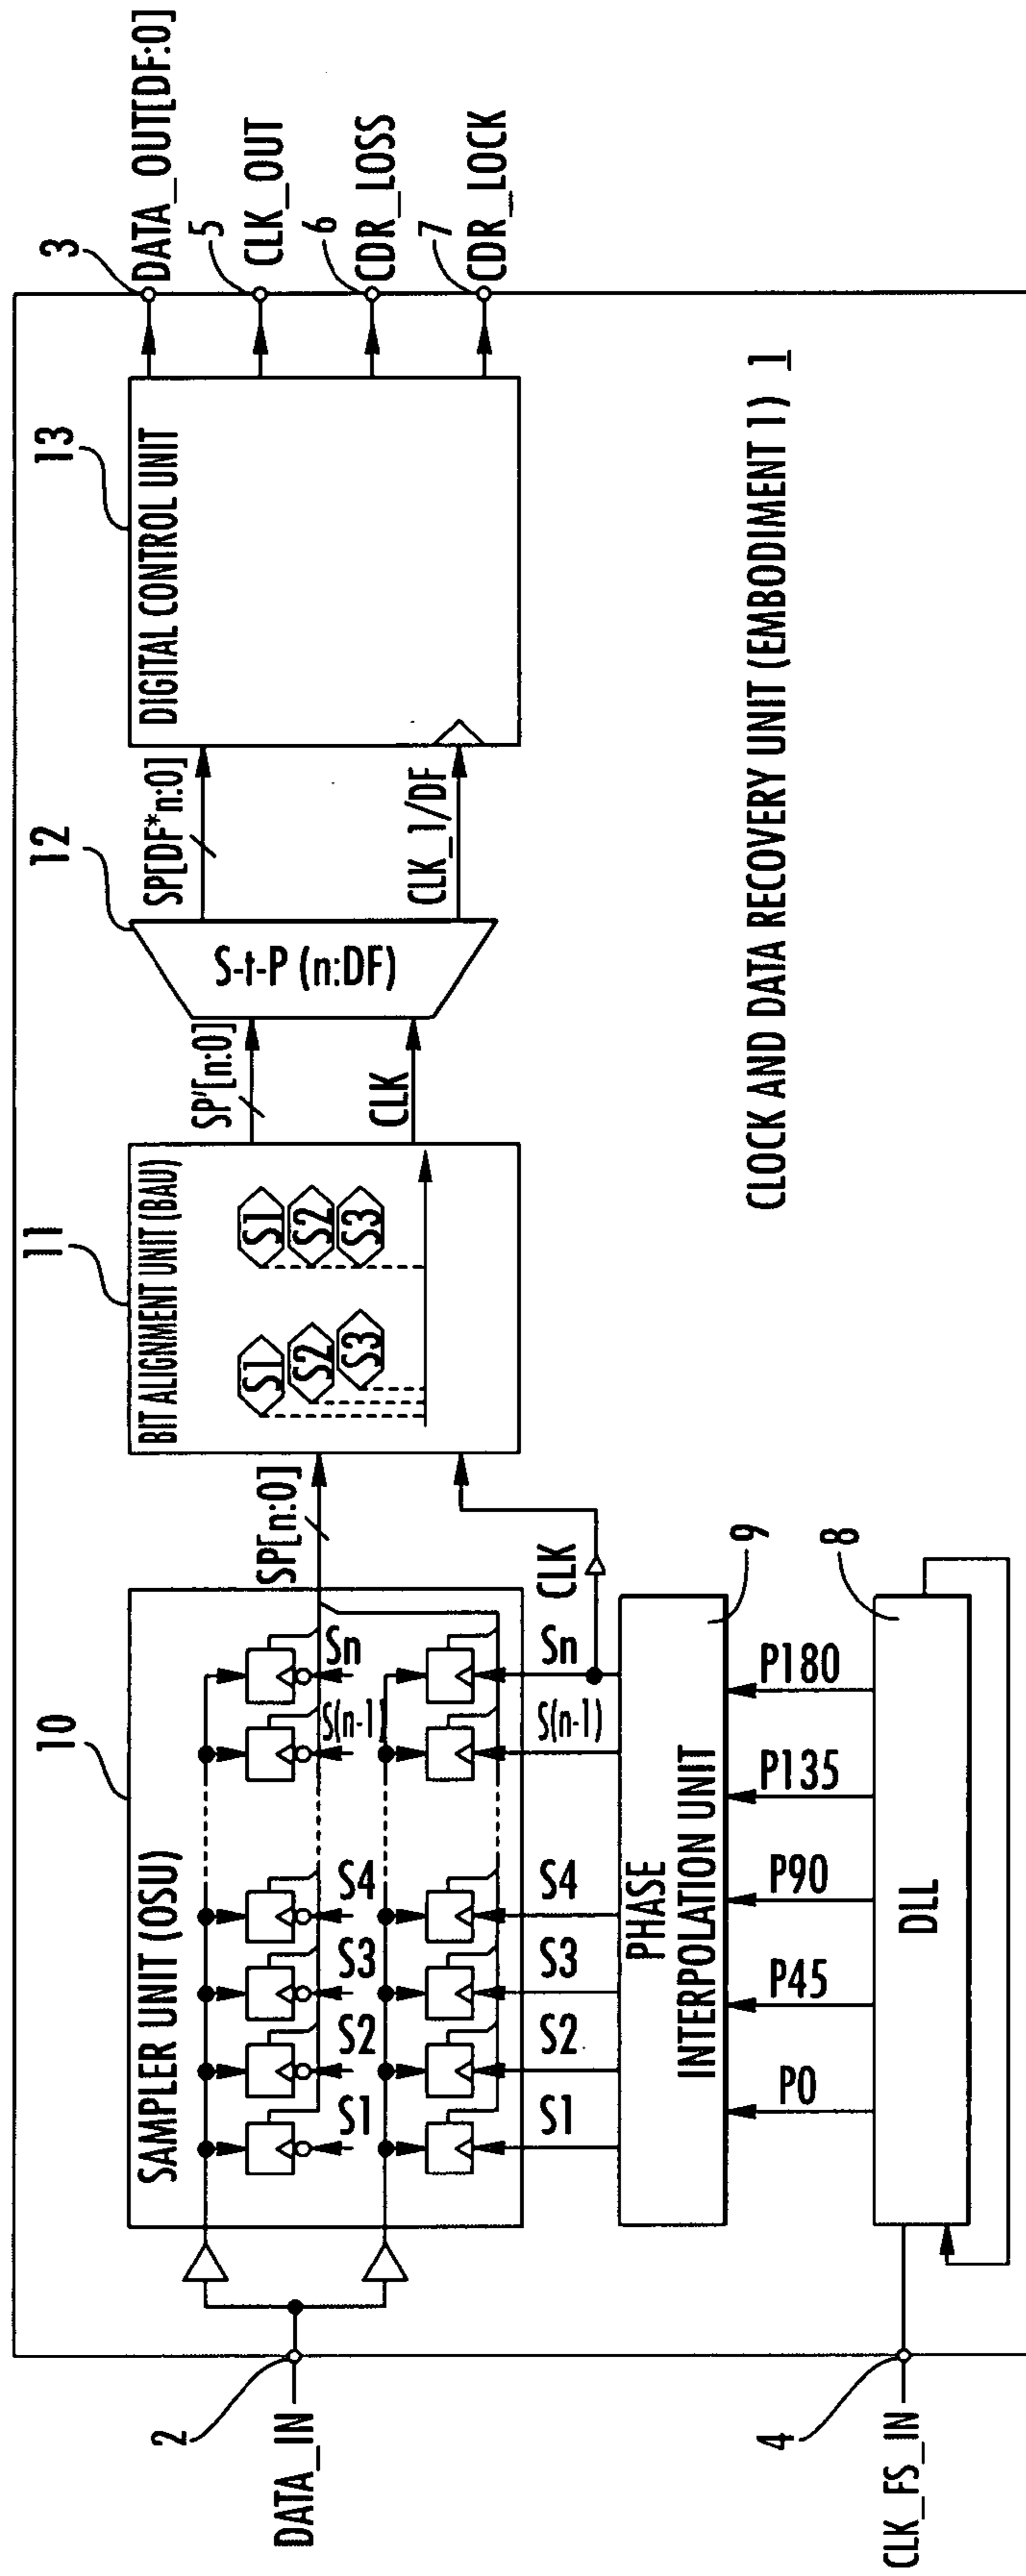 DATA_IN
2
CLK_FS_IN
4
10
SAMPLER UNIT (OSU)
S1
S2
S3
S4
S(n-1)
Sn
S1
S2
S3
S4
S(n-1)
Sn
CLK
SP[n:0]
PHASE
INTERPOLATION UNIT
9
P0
P45
P90
P135
P180
DLL
8
11
BIT ALIGNMENT UNIT (BAU)
S1
S2
S3
S1
S2
S3
SP'[n:0]
CLK
12
S-t-P (n:DF)
SP[DF*n:0]
CLK_1/DF
13
DIGITAL CONTROL UNIT
3
DATA_OUT[DF:0]
5
CLK_OUT
6
CDR_LOSS
7
CDR_LOCK
CLOCK AND DATA RECOVERY UNIT (EMBODIMENT 1) 1